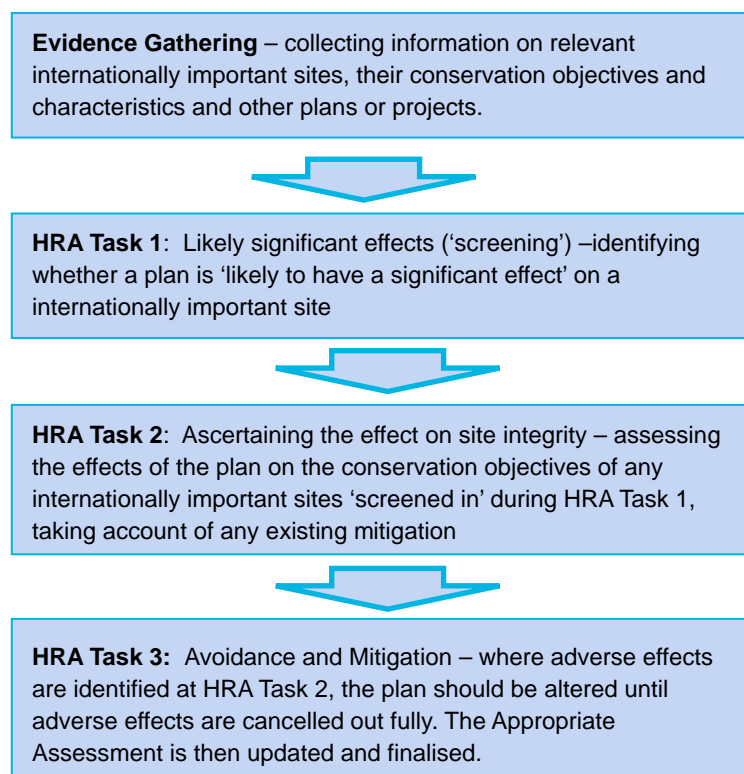 Evidence Gathering – collecting information on relevant
internationally important sites, their conservation objectives and
characteristics and other plans or projects.
HRA Task 1:  Likely significant effects (‘screening’) –identifying
whether a plan is ‘likely to have a significant effect’ on a
internationally important site
HRA Task 2:  Ascertaining the effect on site integrity – assessing
the effects of the plan on the conservation objectives of any
internationally important sites ‘screened in’ during HRA Task 1,
taking account of any existing mitigation
HRA Task 3:  Avoidance and Mitigation – where adverse effects
are identified at HRA Task 2, the plan should be altered until
adverse effects are cancelled out fully. The Appropriate
Assessment is then updated and finalised.